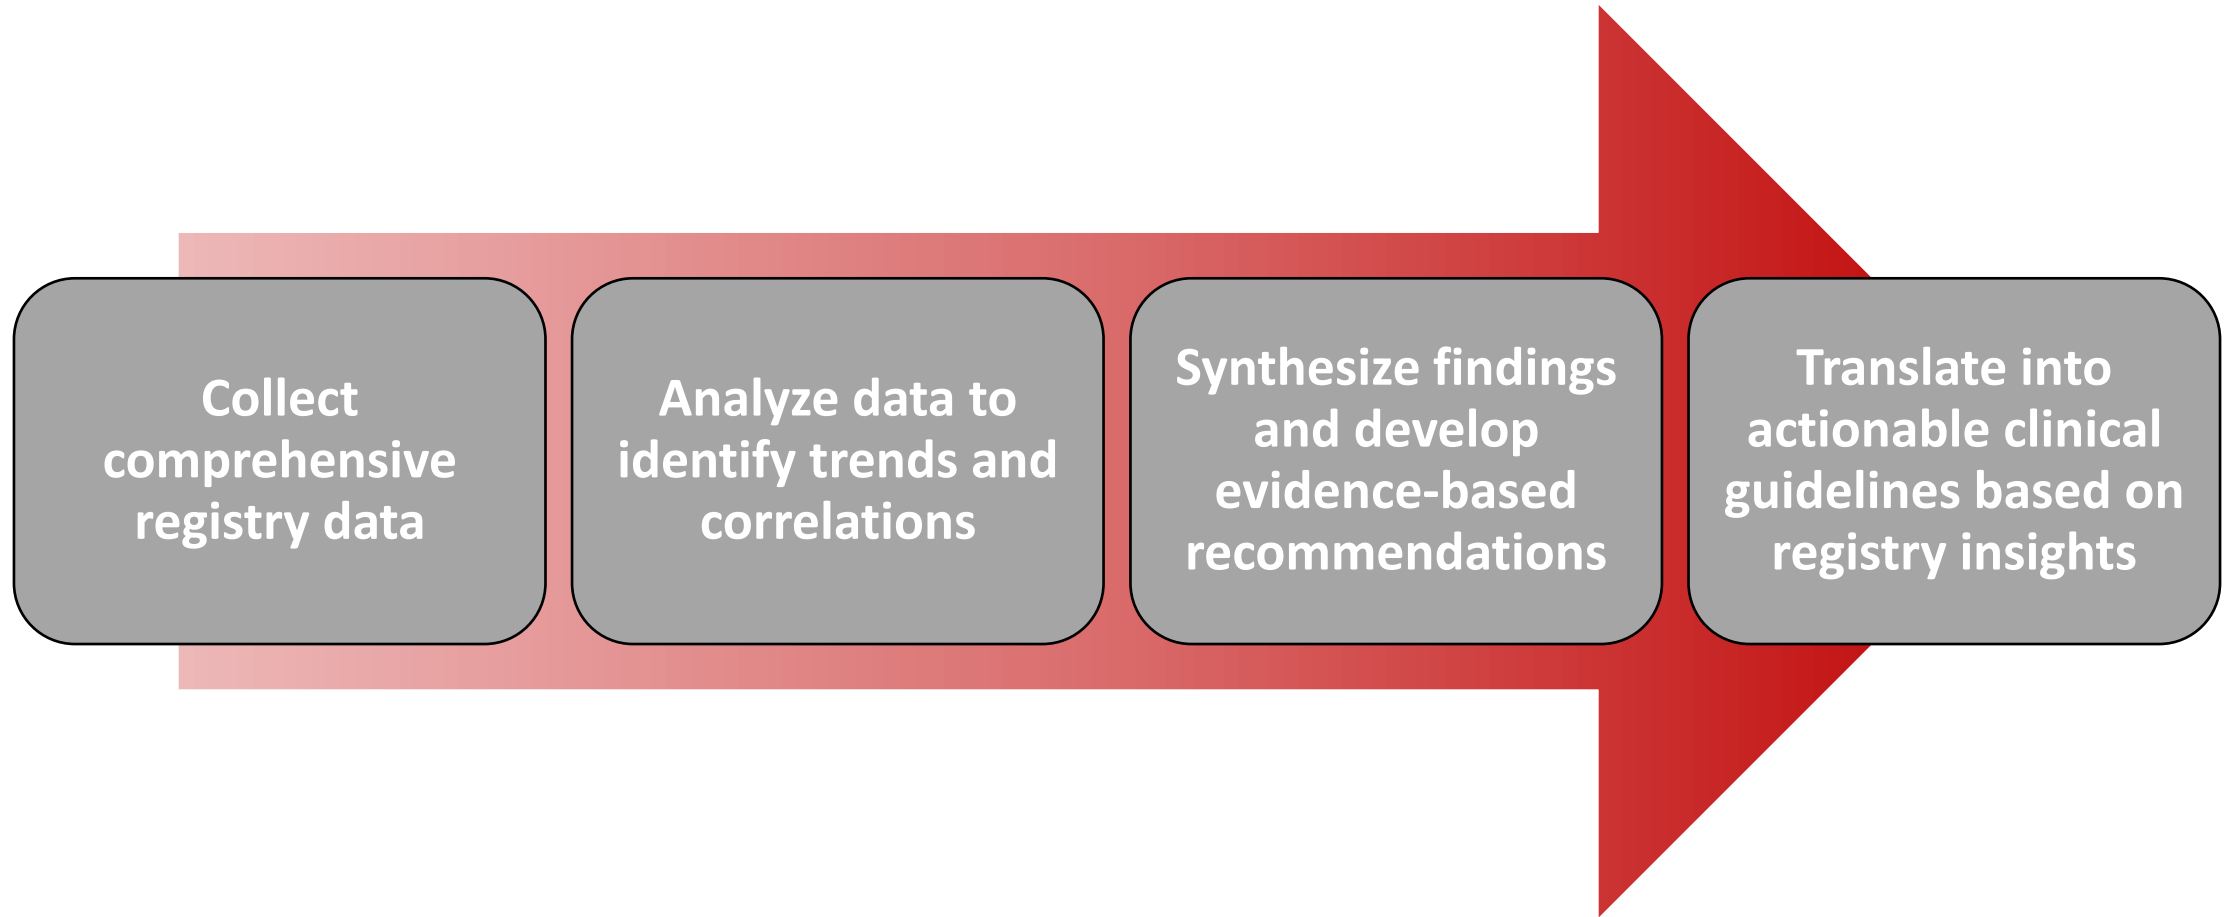 Collect
comprehensive
registry data
Analyze data to
identify trends and
correlations
Synthesize findings
and develop
evidence-based
recommendations
Translate into
actionable clinical
guidelines based on
registry insights